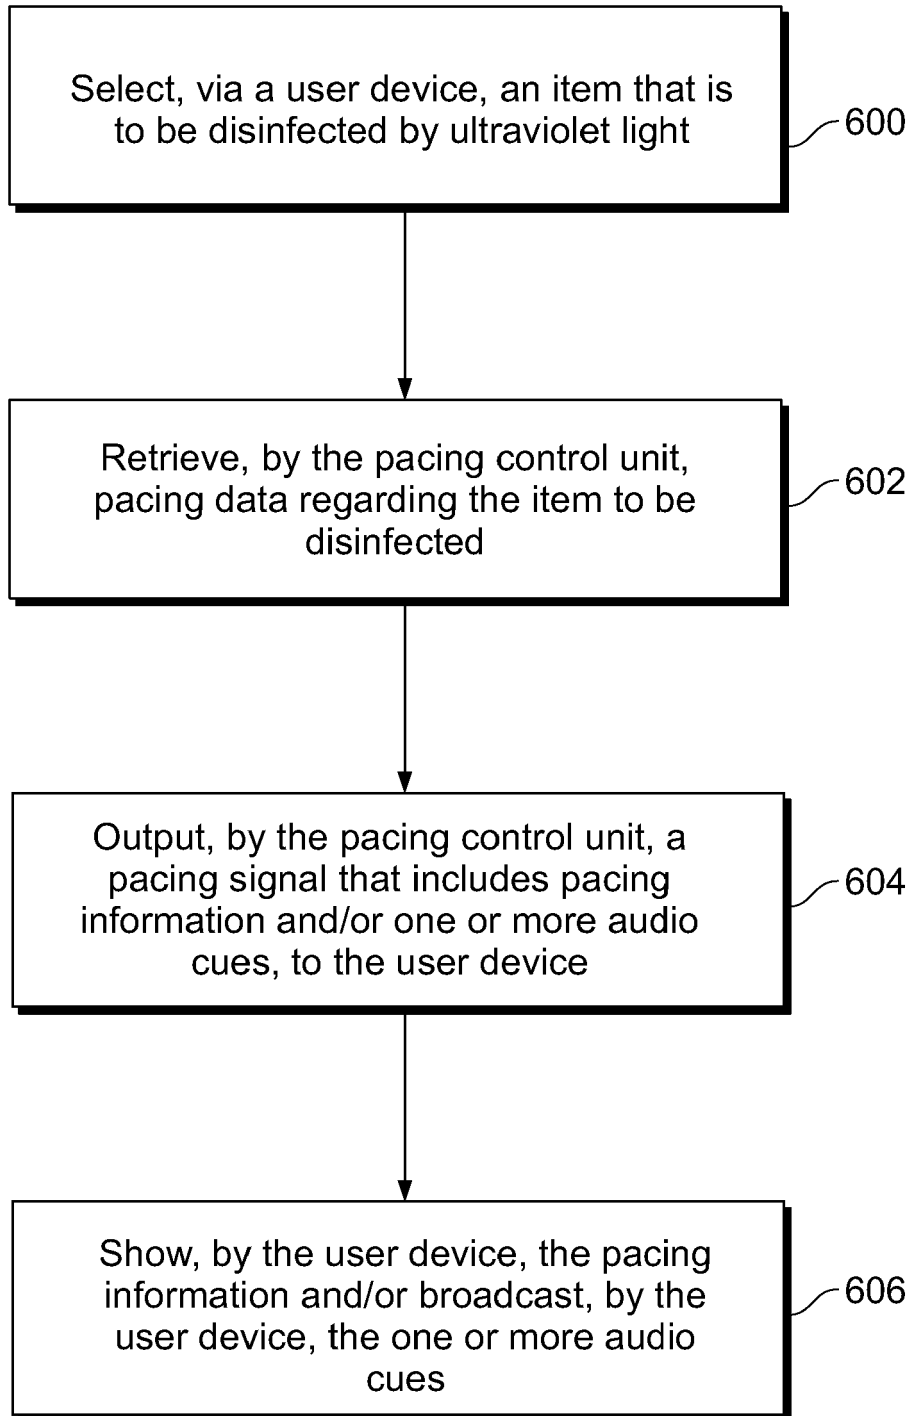 Select, via a user device, an item that is
to be disinfected by ultraviolet light
600
Retrieve, by the pacing control unit,
pacing data regarding the item to be
disinfected
602
Output, by the pacing control unit, a
pacing signal that includes pacing
information and/or one or more audio
cues, to the user device
604
Show, by the user device, the pacing
information and/or broadcast, by the
user device, the one or more audio
cues
606